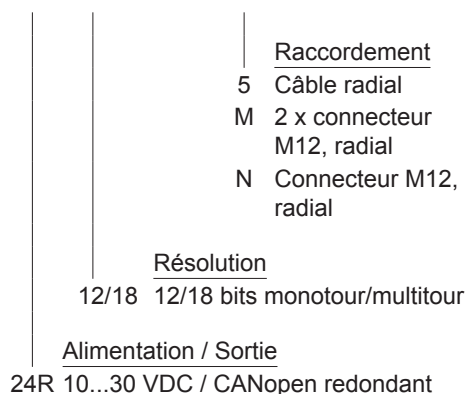 Raccordement
5 Câble radial
M 2 x connecteur
M12, radial
N Connecteur M12,
radial
Résolution
12/18 12/18 bits monotour/multitour
Alimentation / Sortie
24R 10...30 VDC / CANopen redondant